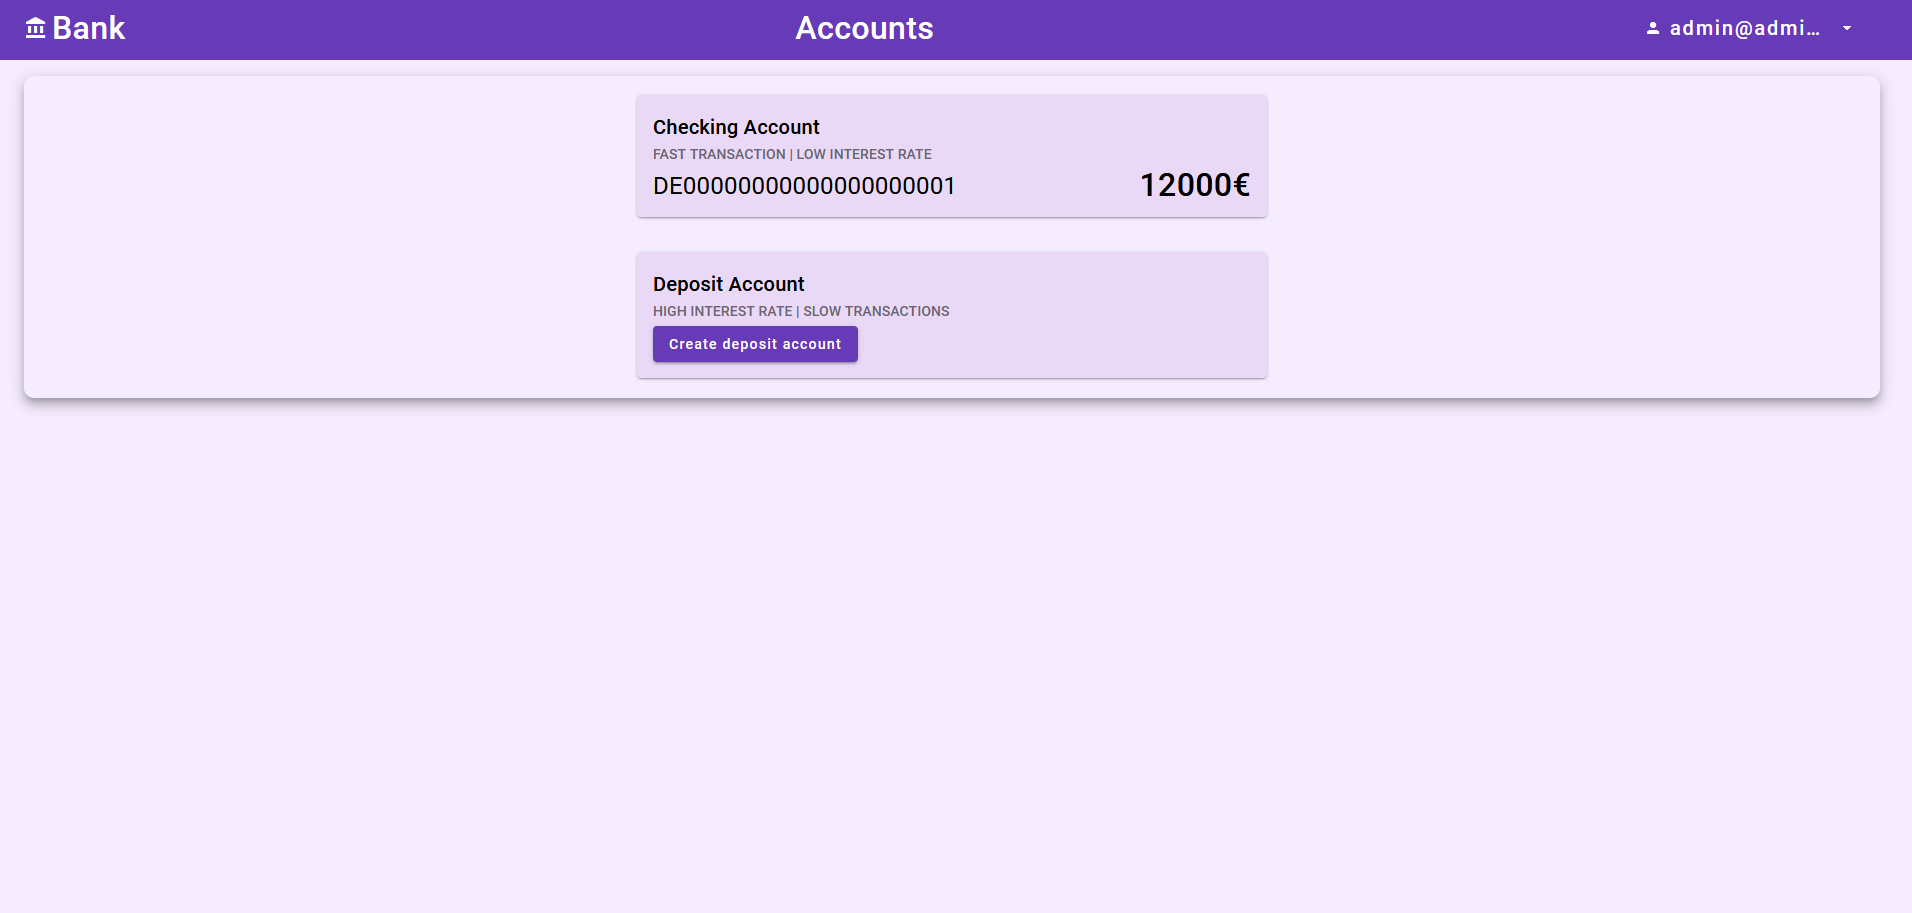 Bank
Accounts
admin@admi...
Checking Account
FAST TRANSACTION | LOW INTEREST RATE
DE00000000000000000001
12000€
Deposit Account
HIGH INTEREST RATE | SLOW TRANSACTIONS
Create deposit account